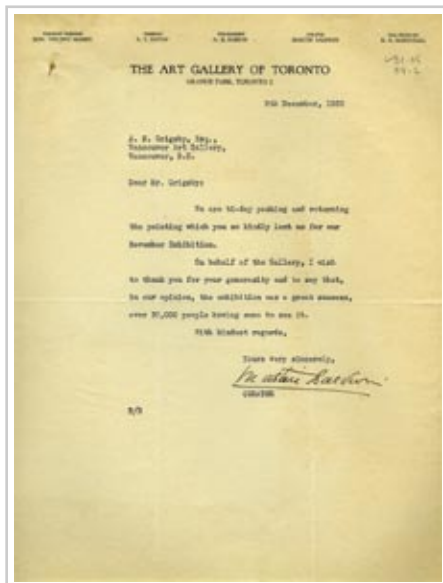 THE ART GALLERY OF TORONTO
GRANGE PARK, TORONTO 2
9th December, 
A. S. Grigsby, Esq.,
Vancouver Art Gallery,
Vancouver, B.C.
Dear Mr. Grigsby:
We are to-day packing and returning
the painting which you so kindly lent us for our
November Exhibition.
On behalf of the Gallery, I wish
to thank you for your generosity and to say that,
in our opinion, the exhibition was a great success,
over people having come to see it.
With kindest regards,
Yours very sincerely,
Martin Baldwin
CURATOR